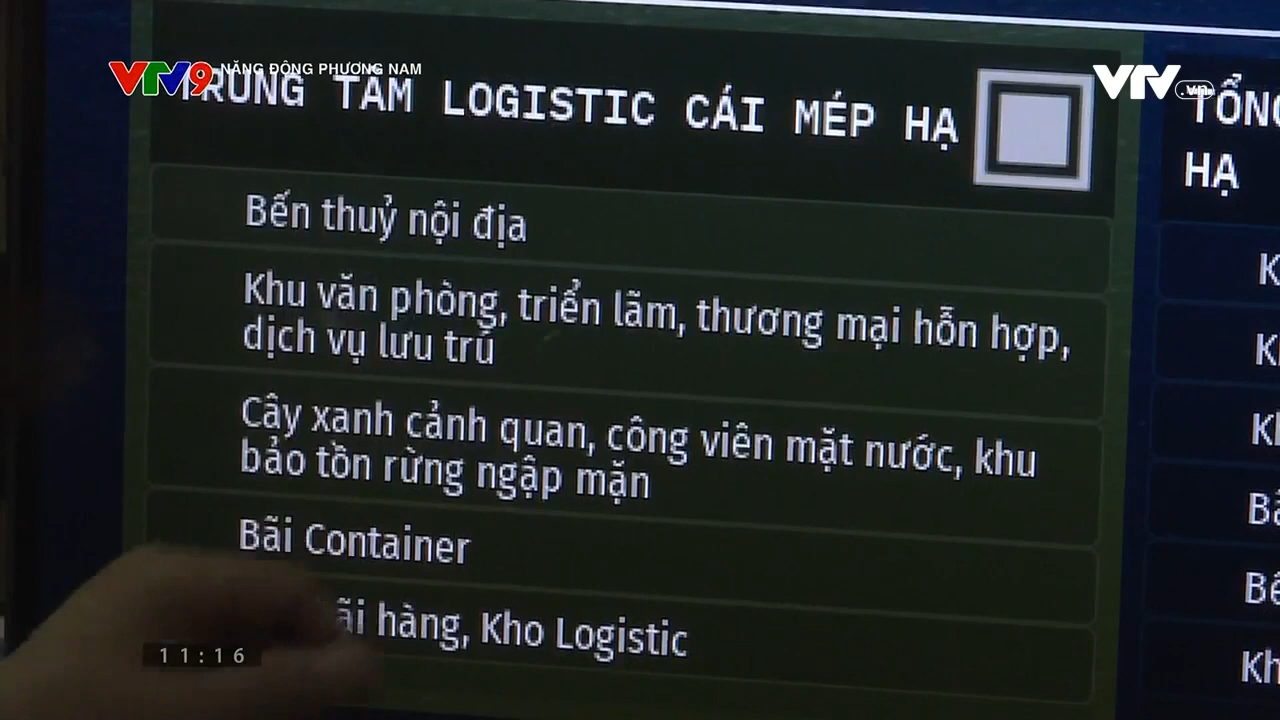 VTV9 NĂNG ĐỘNG PHƯƠNG NAM
VTV.vn
TRUNG TÂM LOGISTIC CÁI MÉP HẠ
Bến thuỷ nội địa
Khu văn phòng, triển lãm, thương mại hỗn hợp,
dịch vụ lưu trú
Cây xanh cảnh quan, công viên mặt nước, khu
bảo tồn rừng ngập mặn
Bãi Container
hàng, Kho Logistic
TỔNG
HẠ
11:16